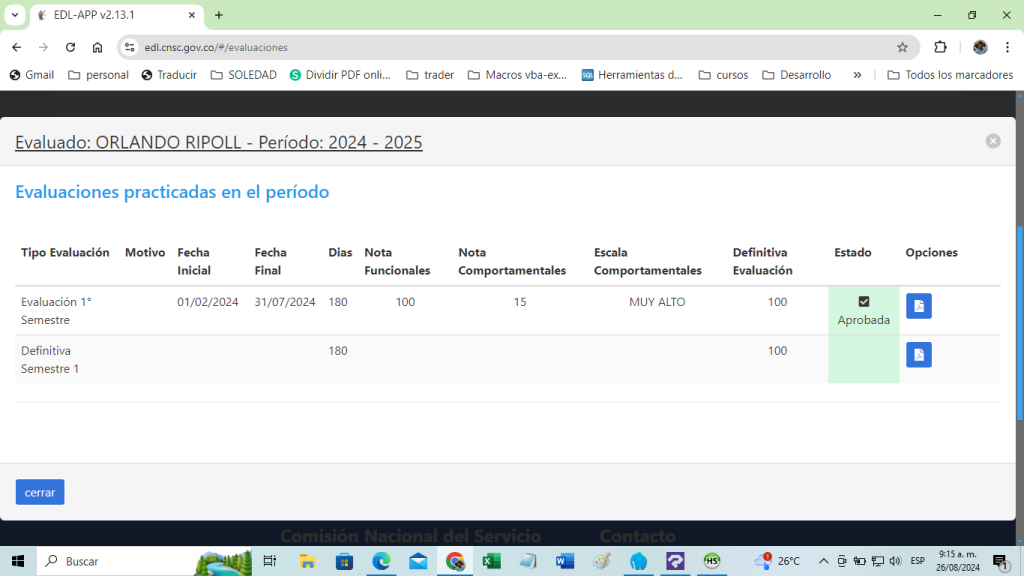 EDL-APP v2.13.1
edl.cnsc.gov.co/#/evaluaciones
Gmail personal Traducir SOLEDAD Dividir PDF onli... trader Macros vba-ex... SQL Herramientas d... cursos Desarrollo » Todos los marcadores
Evaluado: ORLANDO RIPOLL - Período: 2024 - 2025
Evaluaciones practicadas en el período
Tipo Evaluación Motivo Fecha Inicial Fecha Final Dias Nota Funcionales Nota Comportamentales Escala Comportamentales Definitiva Evaluación Estado Opciones
Evaluación 1° Semestre 01/02/2024 31/07/2024 180 100 15 MUY ALTO 100 Aprobada
Definitiva Semestre 1 180 100
cerrar
Comisión Nacional del Servicio Contacto
Buscar 26°C ESP 9:15 a. m.
26/08/2024